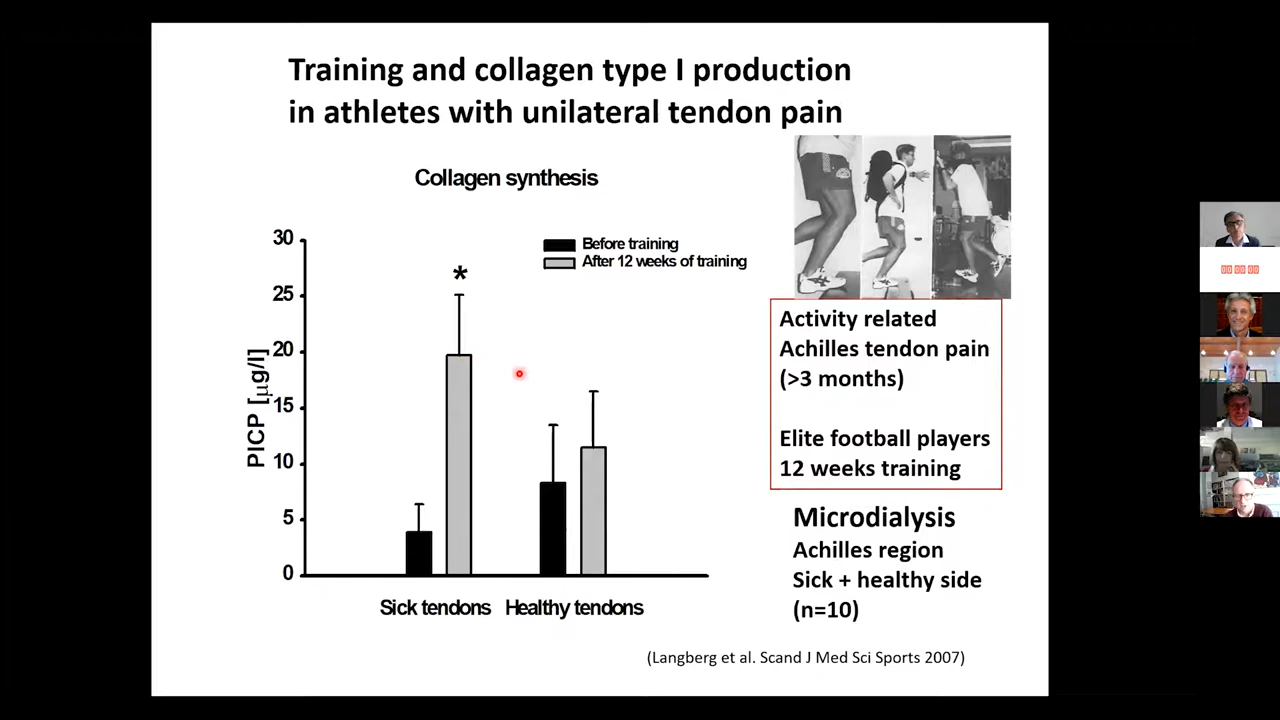 Training and collagen type I production
in athletes with unilateral tendon pain
Collagen synthesis
Before training
After 12 weeks of training
PICP [µg/l]
30
25
20
15
10
5
0
*
Sick tendons
Healthy tendons
Activity related
Achilles tendon pain
(>3 months)
Elite football players
12 weeks training
Microdialysis
Achilles region
Sick + healthy side
(n=10)
(Langberg et al. Scand J Med Sci Sports 2007)